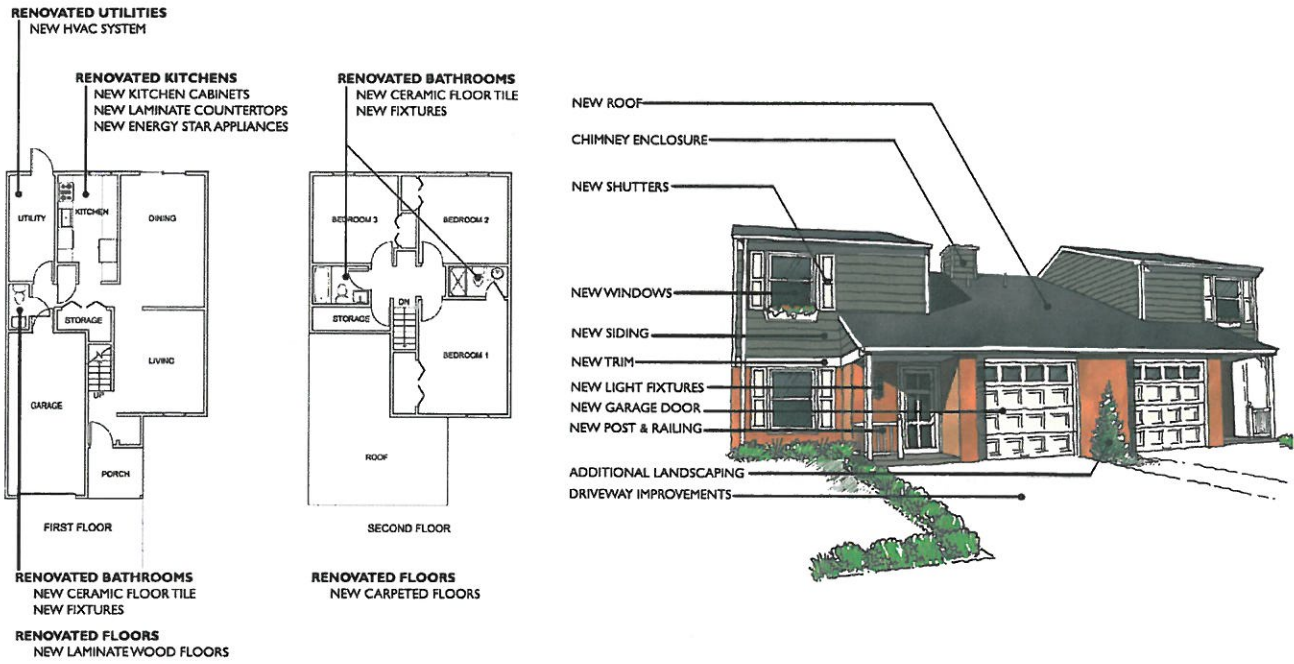 RENOVATED UTILITIES
NEW HVAC SYSTEM
RENOVATED KITCHENS
NEW KITCHEN CABINETS
NEW LAMINATE COUNTERTOPS
NEW ENERGY STAR APPLIANCES
UTILITY
KITCHEN
DINING
STORAGE
LIVING
GARAGE
UP
PORCH
FIRST FLOOR
RENOVATED BATHROOMS
NEW CERAMIC FLOOR TILE
NEW FIXTURES
RENOVATED FLOORS
NEW LAMINATE WOOD FLOORS
RENOVATED BATHROOMS
NEW CERAMIC FLOOR TILE
NEW FIXTURES
BEDROOM 3
BEDROOM 2
DN
STORAGE
BEDROOM 1
ROOF
SECOND FLOOR
RENOVATED FLOORS
NEW CARPETED FLOORS
NEW ROOF
CHIMNEY ENCLOSURE
NEW SHUTTERS
NEW WINDOWS
NEW SIDING
NEW TRIM
NEW LIGHT FIXTURES
NEW GARAGE DOOR
NEW POST & RAILING
ADDITIONAL LANDSCAPING
DRIVEWAY IMPROVEMENTS